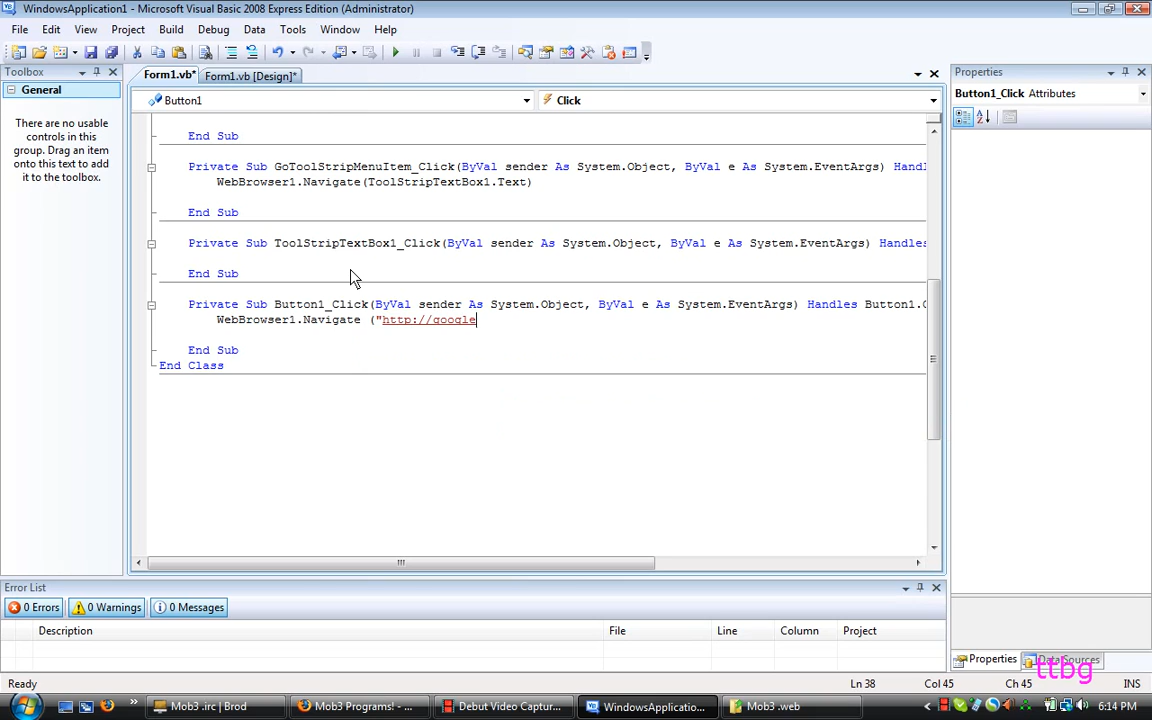 WindowsApplication1 - Microsoft Visual Basic 2008 Express Edition (Administrator)
File Edit View Project Build Debug Data Tools Window Help
Toolbox
General
There are no usable
controls in this
group. Drag an item
onto this text to add
it to the toolbox.
Form1.vb* Form1.vb [Design]*
Button1 Click
End Sub
Private Sub GoToolStripMenuItem_Click(ByVal sender As System.Object, ByVal e As System.EventArgs) Handl
WebBrowser1.Navigate(ToolStripTextBox1.Text)
End Sub
Private Sub ToolStripTextBox1_Click(ByVal sender As System.Object, ByVal e As System.EventArgs) Handles
End Sub
Private Sub Button1_Click(ByVal sender As System.Object, ByVal e As System.EventArgs) Handles Button1.C
WebBrowser1.Navigate ("http://google
End Sub
End Class
Properties
Button1_Click Attributes
Error List
0 Errors 0 Warnings 0 Messages
Description File Line Column Project
Properties Data Sources
ttbg
Ready Ln 38 Col 45 Ch 45 INS
Mob3 .irc | Brod Mob3 Programs! - ... Debut Video Captur... WindowsApplicatio... Mob3 .web 6:14 PM